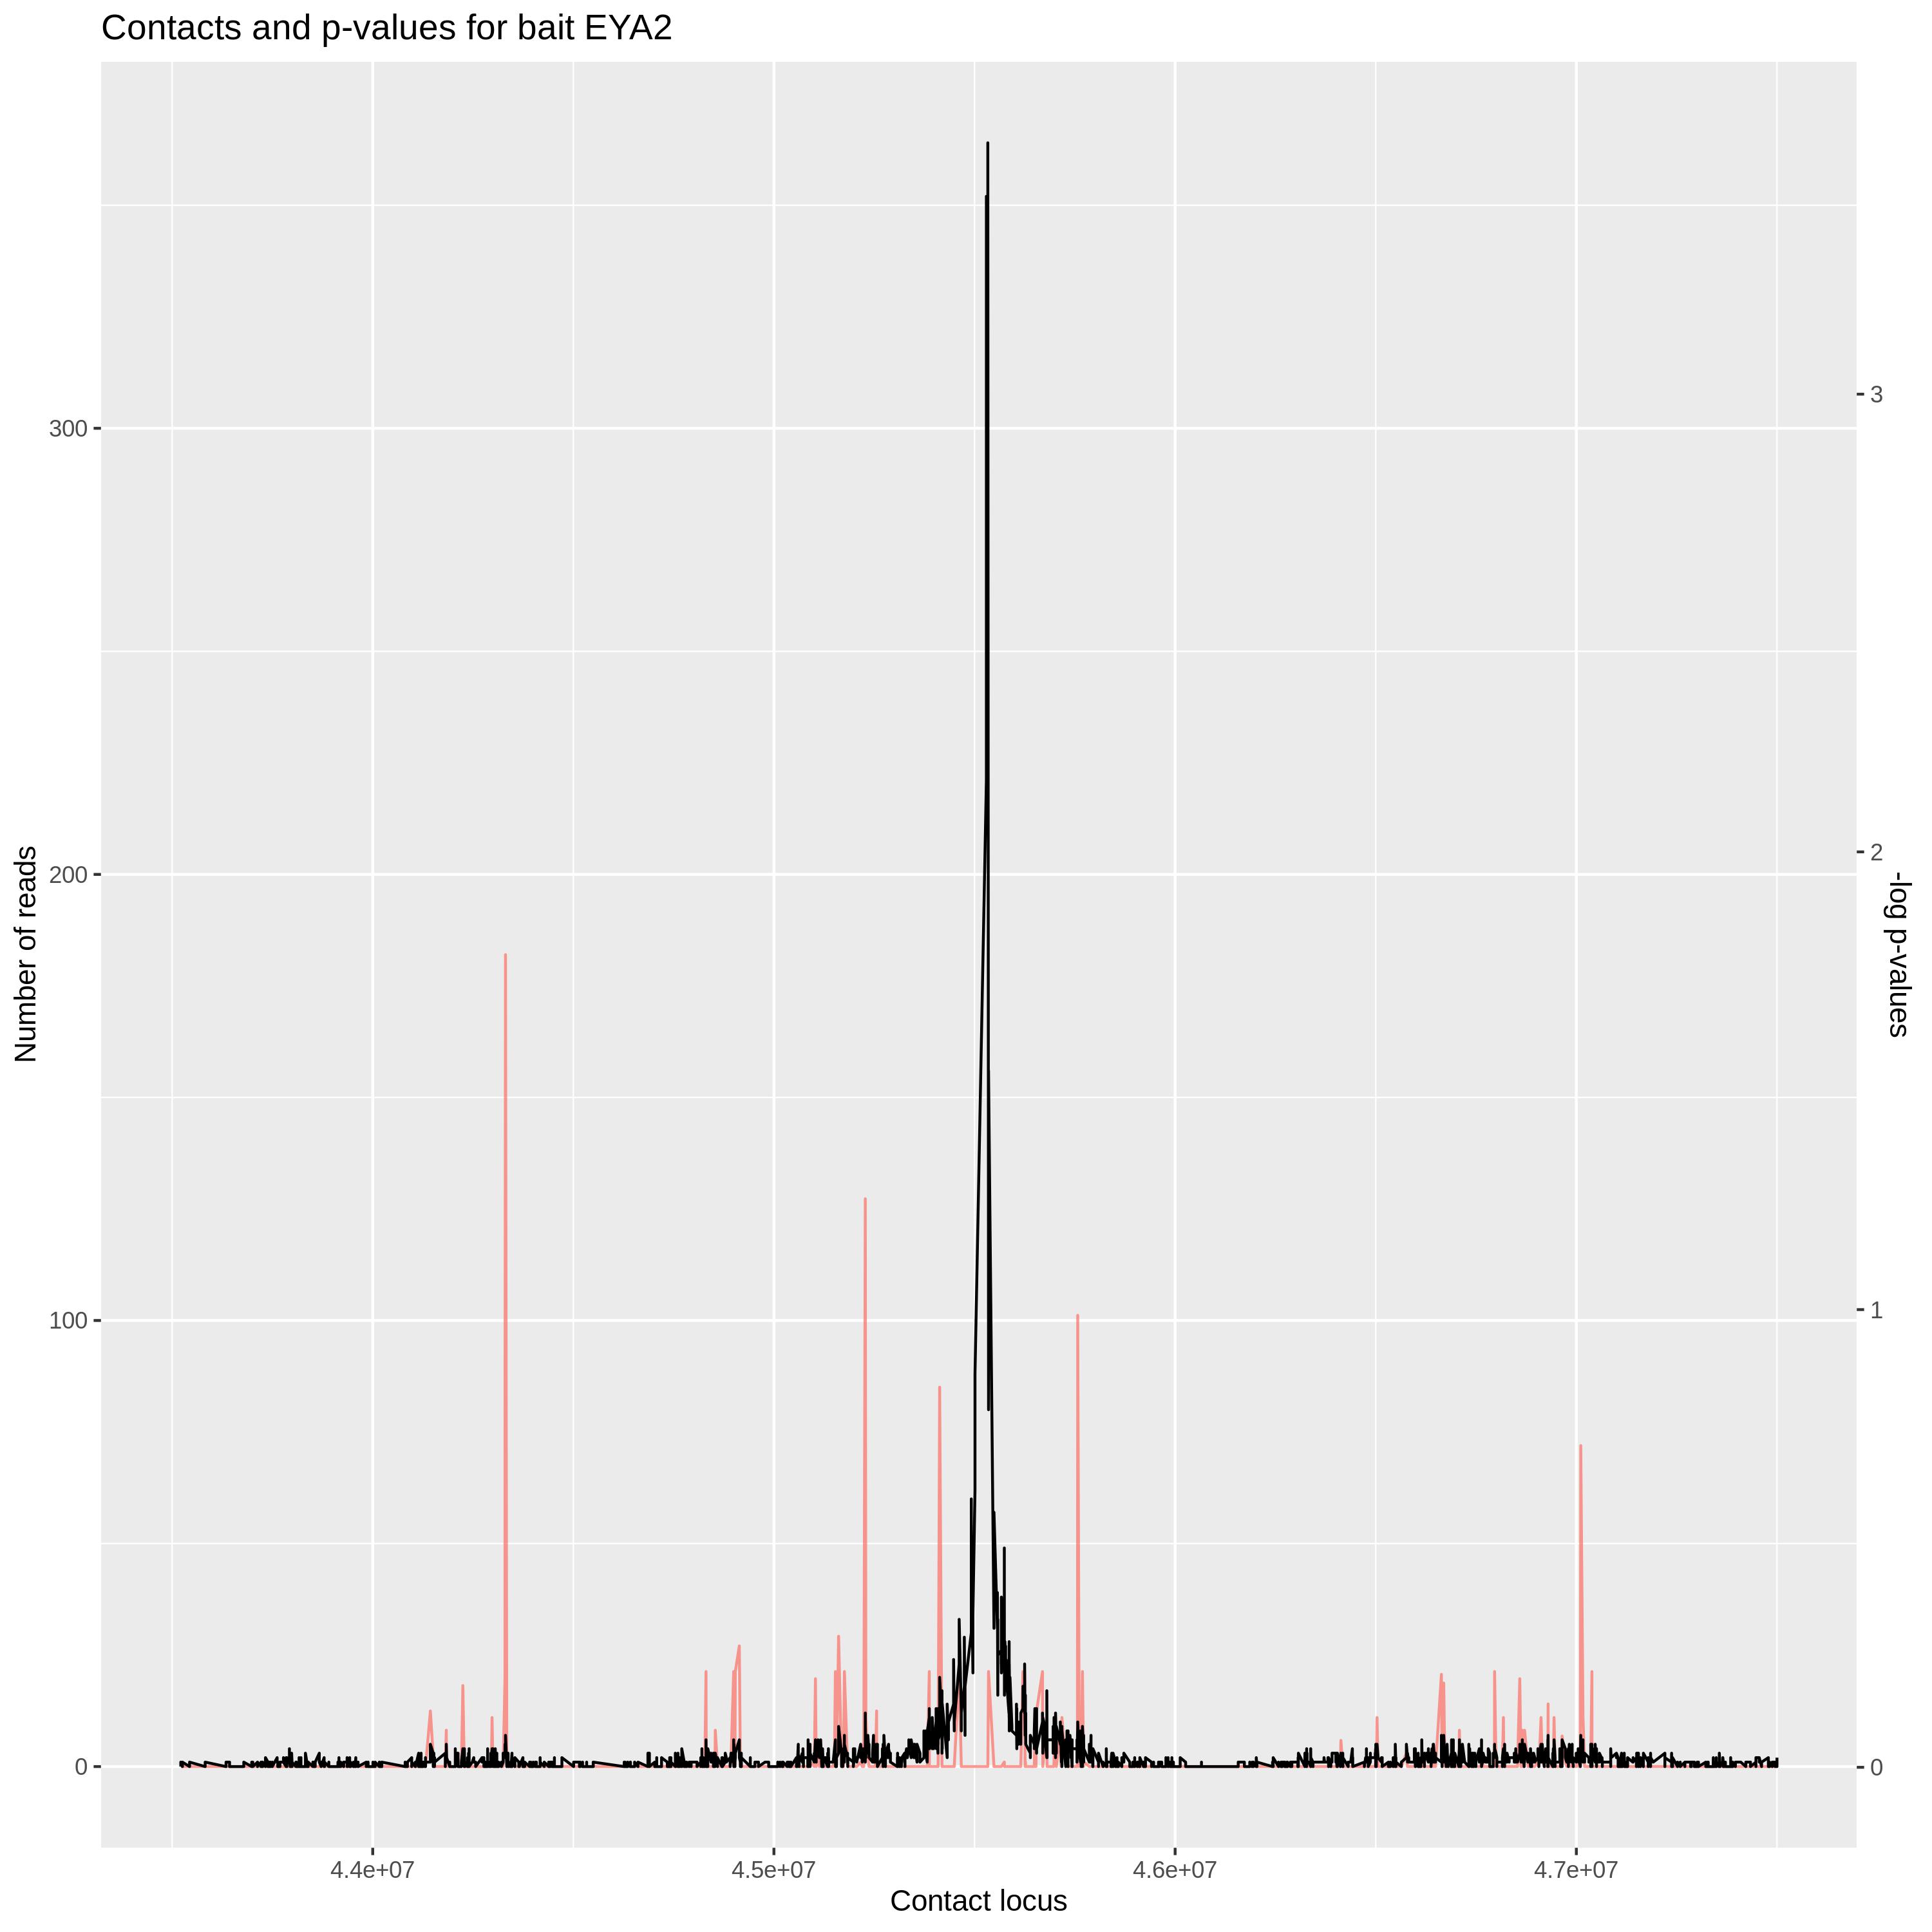 Contacts and p-values for bait EYA2
Number of reads
300
200
100
0
3
2
1
0
-log p-values
4.4e+07
4.5e+07
4.6e+07
4.7e+07
Contact locus